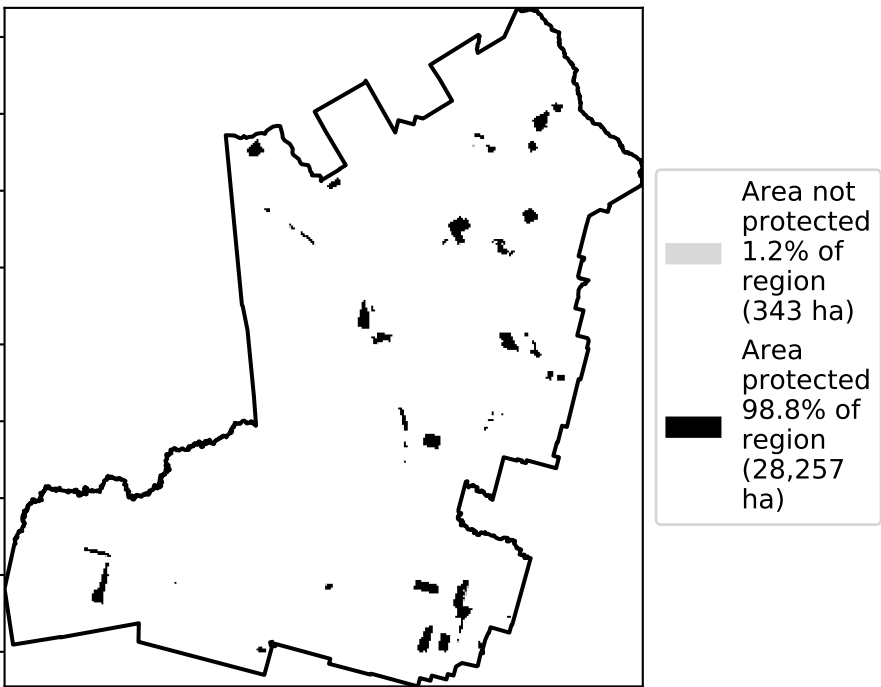 Area not
protected
1.2% of
region
(343 ha)
Area
protected
98.8% of
region
(28,257
ha)